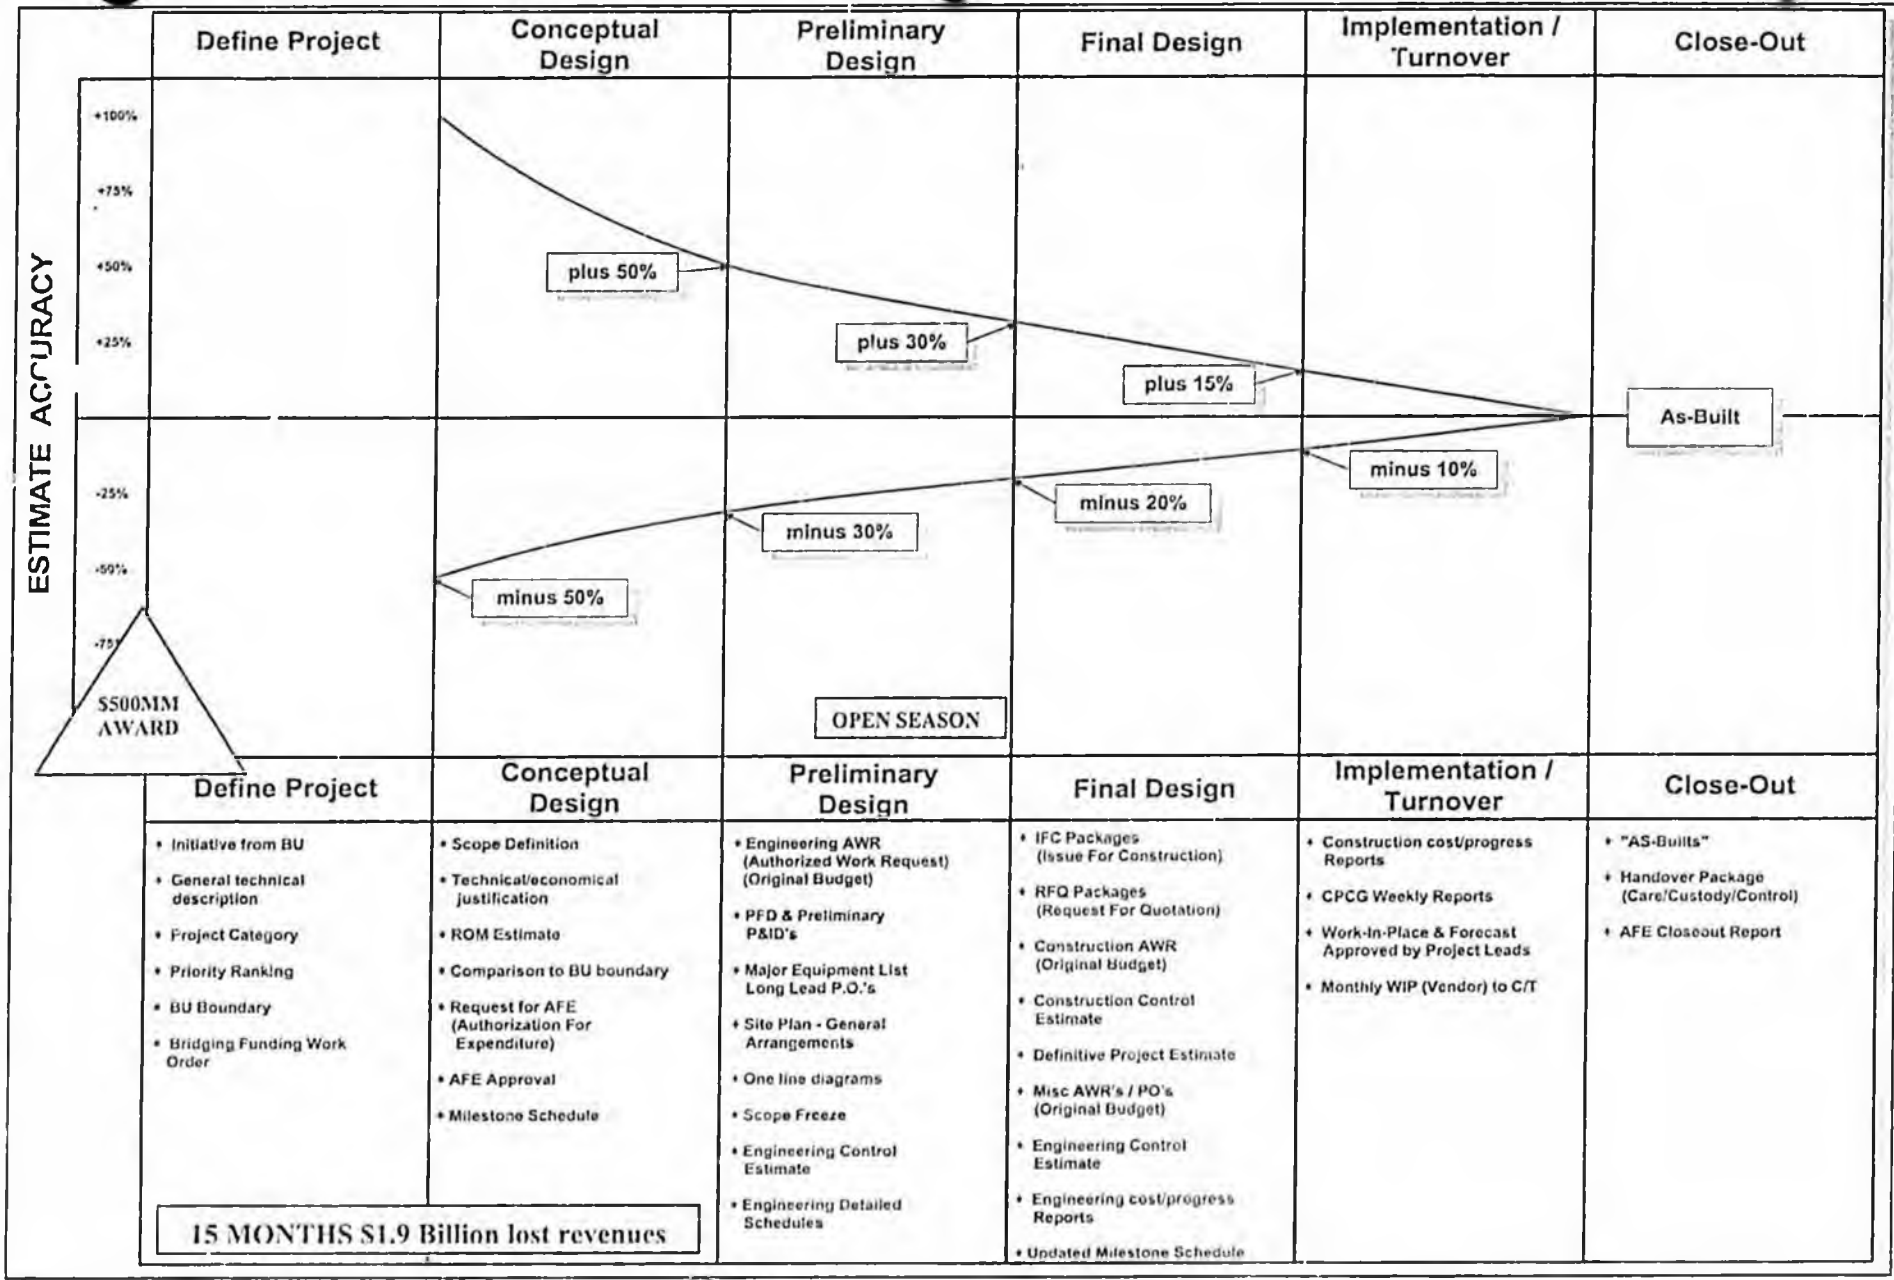 Define Project
Conceptual
Design
Preliminary
Design
Final Design
Implementation /
Turnover
Close-Out
ESTIMATE ACCURACY
+100%
+75%
+50%
+25%
-25%
-50%
plus 50%
plus 30%
plus 15%
As-Built
minus 10%
minus 20%
minus 30%
minus 50%
$500MM
AWARD
OPEN SEASON
Define Project
Conceptual
Design
Preliminary
Design
Final Design
Implementation /
Turnover
Close-Out
• Initiative from BU
• General technical
description
• Project Category
• Priority Ranking
• BU Boundary
• Bridging Funding Work
Order
• Scope Definition
• Technical/economical
justification
• ROM Estimate
• Comparison to BU boundary
• Request for AFE
(Authorization For
Expenditure)
• AFE Approval
• Milestone Schedule
• Engineering AWR
(Authorized Work Request)
(Original Budget)
• PFD & Preliminary
P&ID's
• Major Equipment List
Long Lead P.O.'s
• Site Plan - General
Arrangements
• One line diagrams
• Scope Freeze
• Engineering Control
Estimate
• Engineering Detailed
Schedules
• IFC Packages
(Issue For Construction)
• RFQ Packages
(Request For Quotation)
• Construction AWR
(Original Budget)
• Construction Control
Estimate
• Definitive Project Estimate
• Misc AWR's / PO's
(Original Budget)
• Engineering Control
Estimate
• Engineering cost/progress
Reports
• Updated Milestone Schedule
• Construction cost/progress
Reports
• CPCG Weekly Reports
• Work-In-Place & Forecast
Approved by Project Leads
• Monthly WIP (Vendor) to C/T
• "AS-Builts"
• Handover Package
(Care/Custody/Control)
• AFE Closeout Report
15 MONTHS $1.9 Billion lost revenues